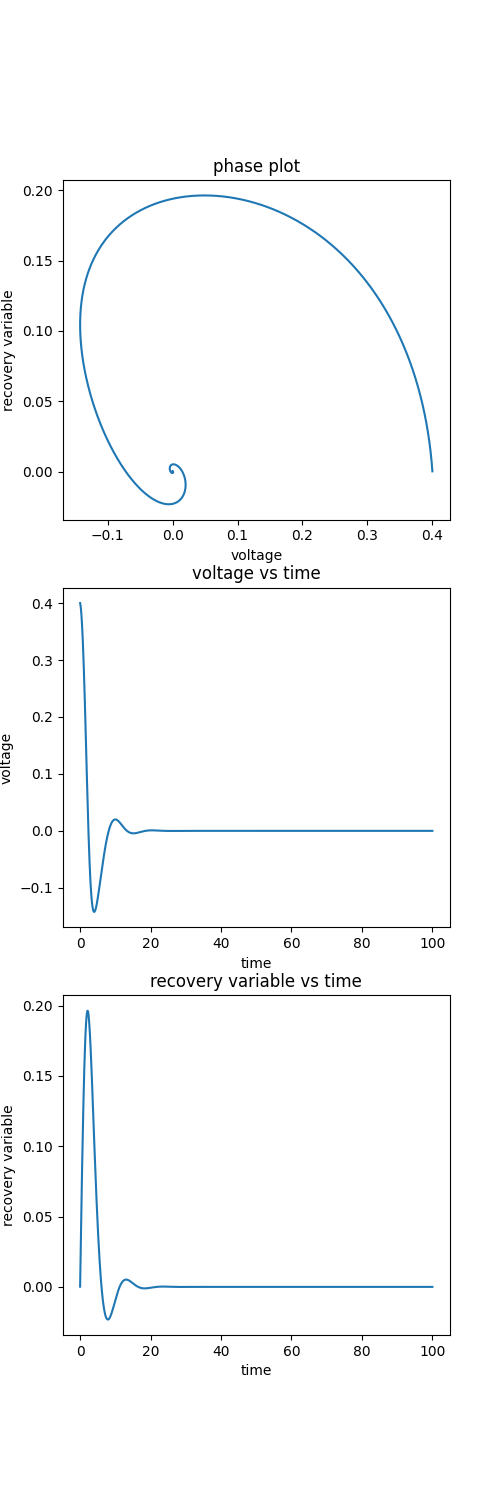 phase plot
0.20
0.15
0.10
0.05
0.00
recovery variable
−0.1 0.0 0.1 0.2 0.3 0.4
voltage
voltage vs time
0.4
0.3
0.2
0.1
0.0
−0.1
voltage
0 20 40 60 80 100
time
recovery variable vs time
0.20
0.15
0.10
0.05
0.00
recovery variable
0 20 40 60 80 100
time